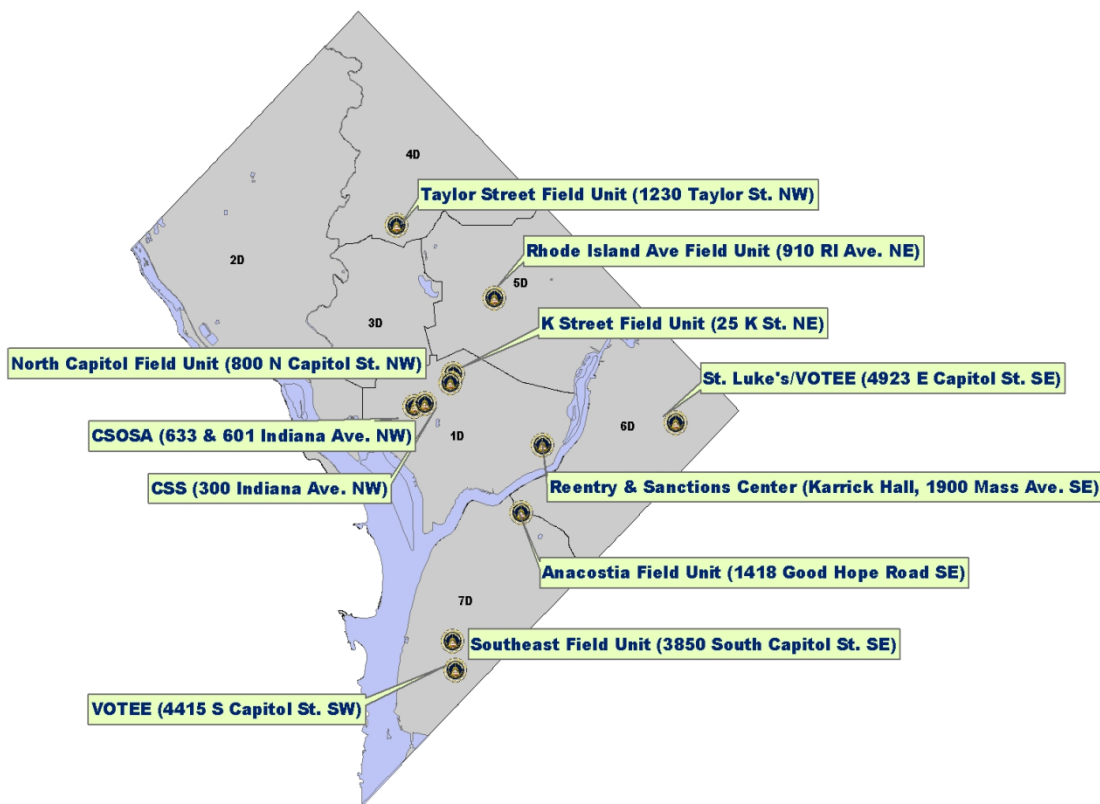 4D
Taylor Street Field Unit (1230 Taylor St. NW)
2D
Rhode Island Ave Field Unit (910 RI Ave. NE)
5D
3D
K Street Field Unit (25 K St. NE)
North Capitol Field Unit (800 N Capitol St. NW)
St. Luke's/VOTEE (4923 E Capitol St. SE)
CSOSA (633 & 601 Indiana Ave. NW)
1D
6D
CSS (300 Indiana Ave. NW)
Reentry & Sanctions Center (Karrick Hall, 1900 Mass Ave. SE)
Anacostia Field Unit (1418 Good Hope Road SE)
7D
Southeast Field Unit (3850 South Capitol St. SE)
VOTEE (4415 S Capitol St. SW)